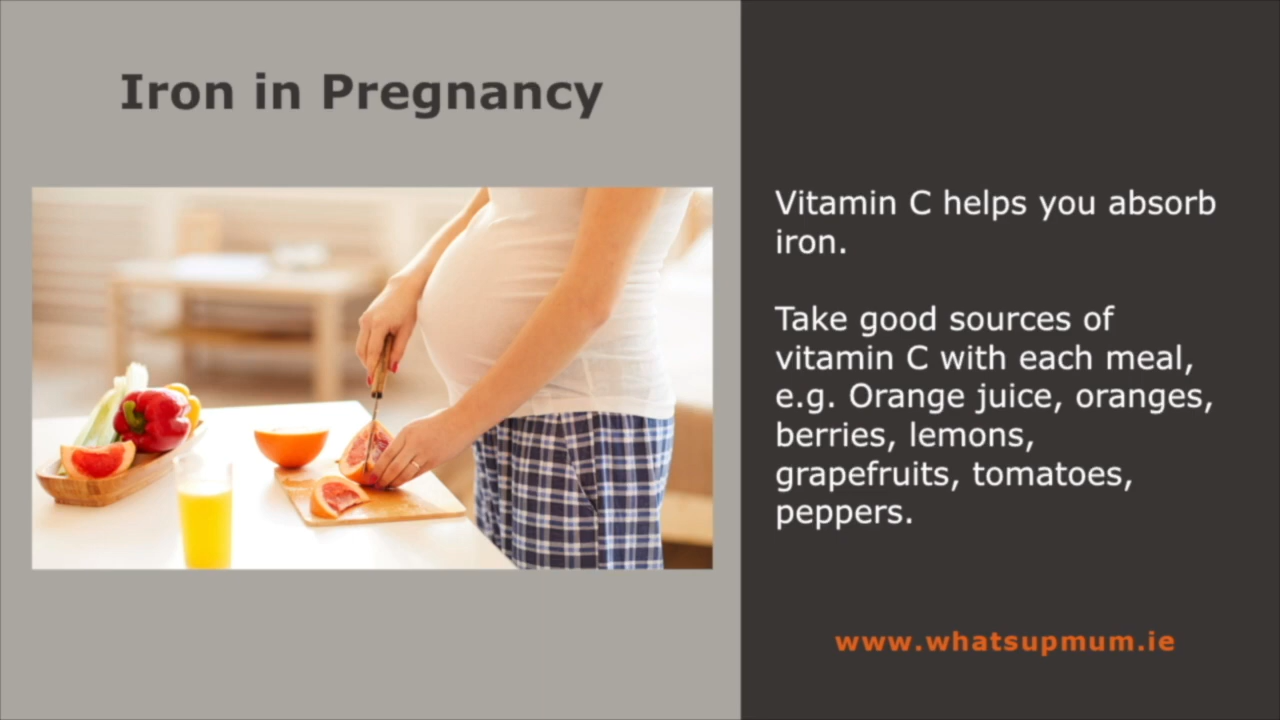 Iron in Pregnancy
Vitamin C helps you absorb
iron.
Take good sources of
vitamin C with each meal,
e.g. Orange juice, oranges,
berries, lemons,
grapefruits, tomatoes,
peppers.
www.whatsupmum.ie